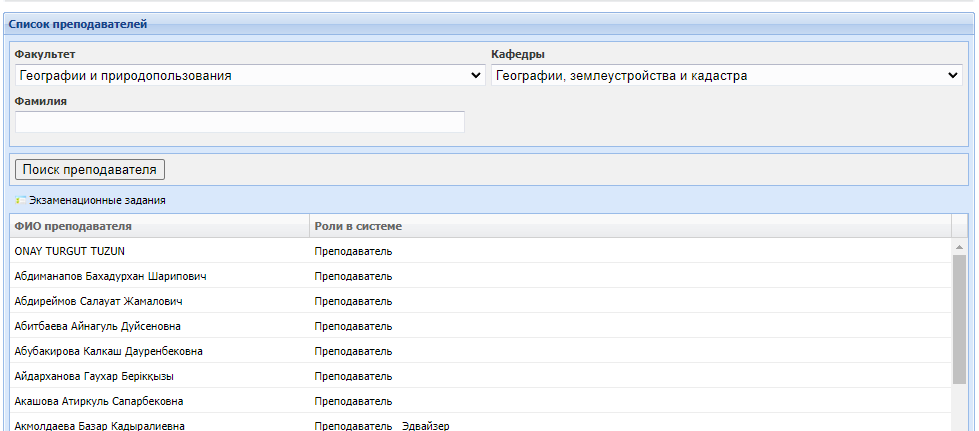 Список преподавателей
Факультет Кафедры
Географии и природопользования Географии, землеустройства и кадастра
Фамилия
Поиск преподавателя
Экзаменационные задания
ФИО преподавателя Роли в системе
ONAY TURGUT TUZUN Преподаватель
Абдиманапов Бахадурхан Шарипович Преподаватель
Абдиреймов Салауат Жамалович Преподаватель
Абитбаева Айнагуль Дуйсеновна Преподаватель
Абубакирова Калкаш Дауренбековна Преподаватель
Айдарханова Гаухар Берікқызы Преподаватель
Акашова Атиркуль Сапарбековна Преподаватель
Акмолдаева Базар Кадыралиевна Преподаватель Эдвайзер